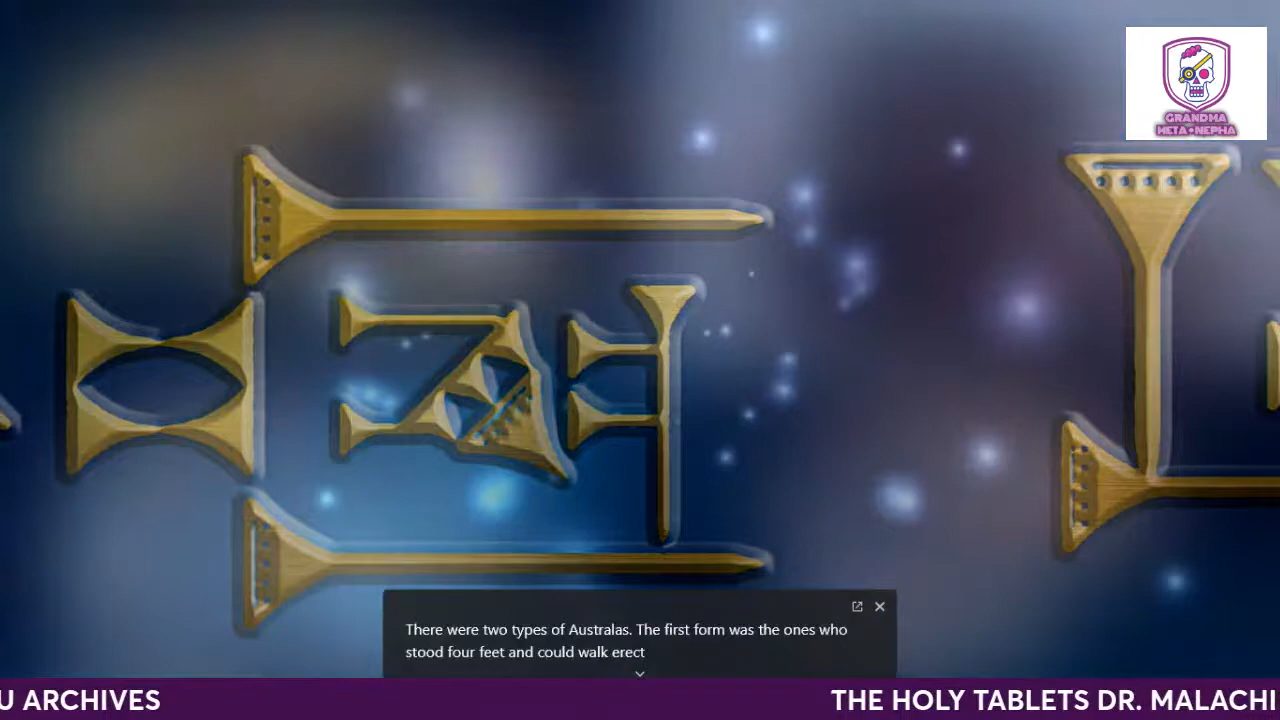 GRANDMA
META•NEPHA
There were two types of Australas. The first form was the ones who
stood four feet and could walk erect
U ARCHIVES
THE HOLY TABLETS DR. MALACHI